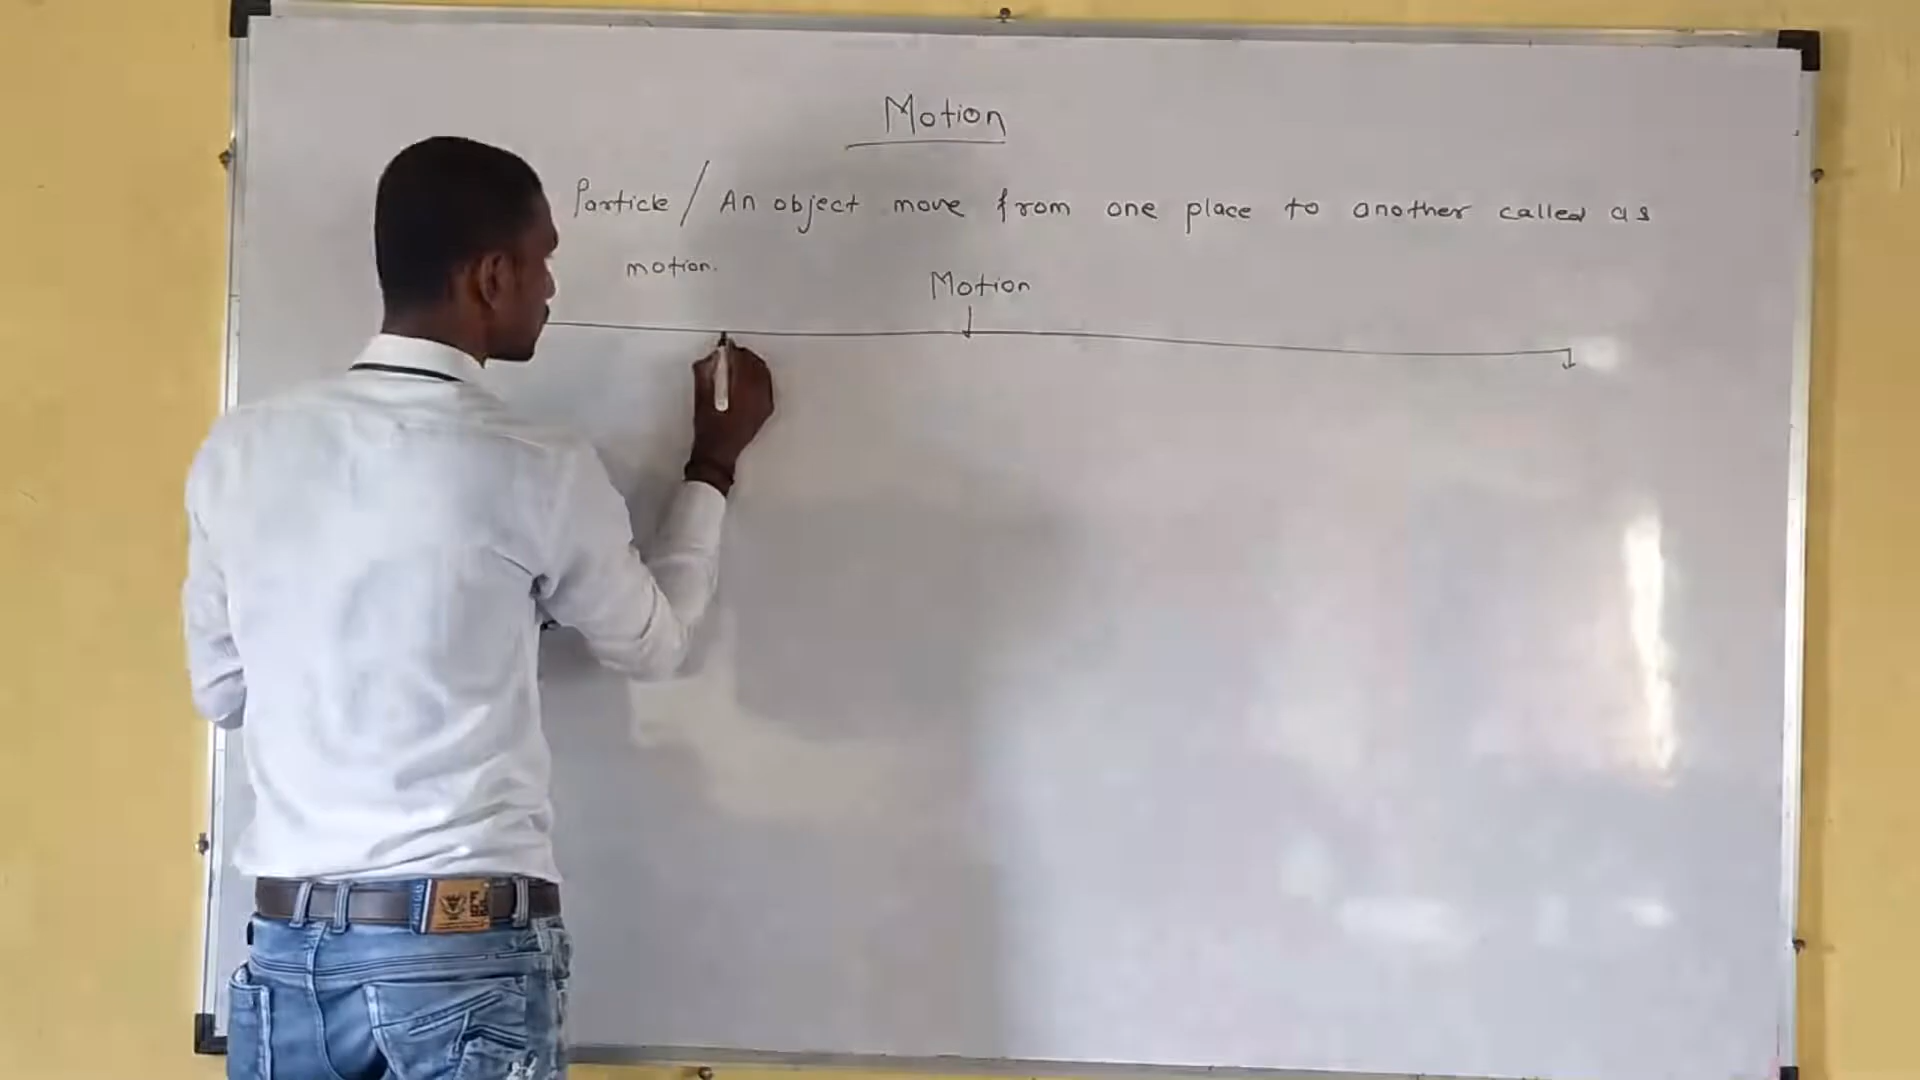 Motion
Particle / An object move from one place to another called as
motion.
Motion